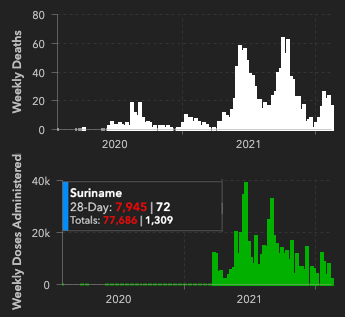 Weekly Deaths
80
60
40
20
0
2020
2021
Weekly Doses Administered
40k
20k
0
Suriname
28-Day: 7,945 | 72
Totals: 77,686 | 1,309
2020
2021